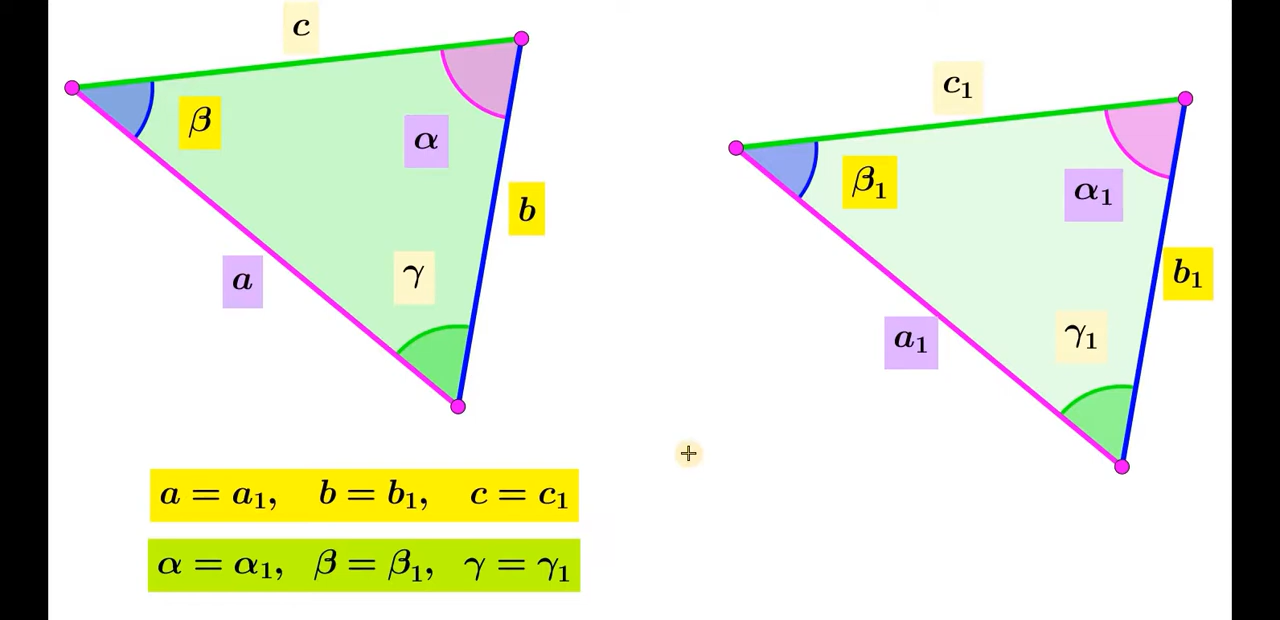 c
β
α
b
a
γ
a = a₁, b = b₁, c = c₁
α = α₁, β = β₁, γ = γ₁
c₁
β₁
α₁
b₁
a₁
γ₁